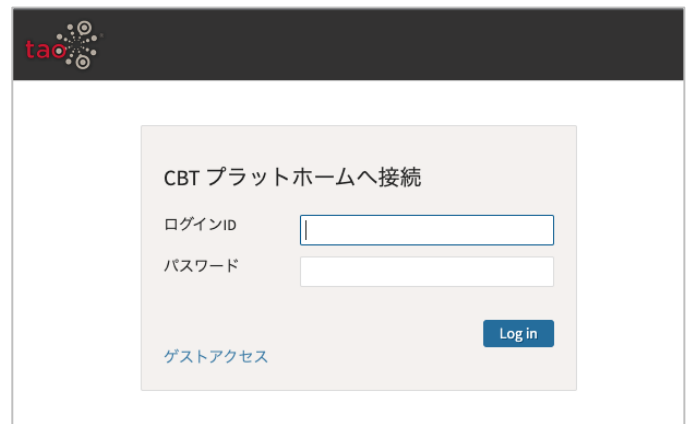 tao
CBT プラットホームへ接続
ログインID
パスワード
Log in
ゲストアクセス